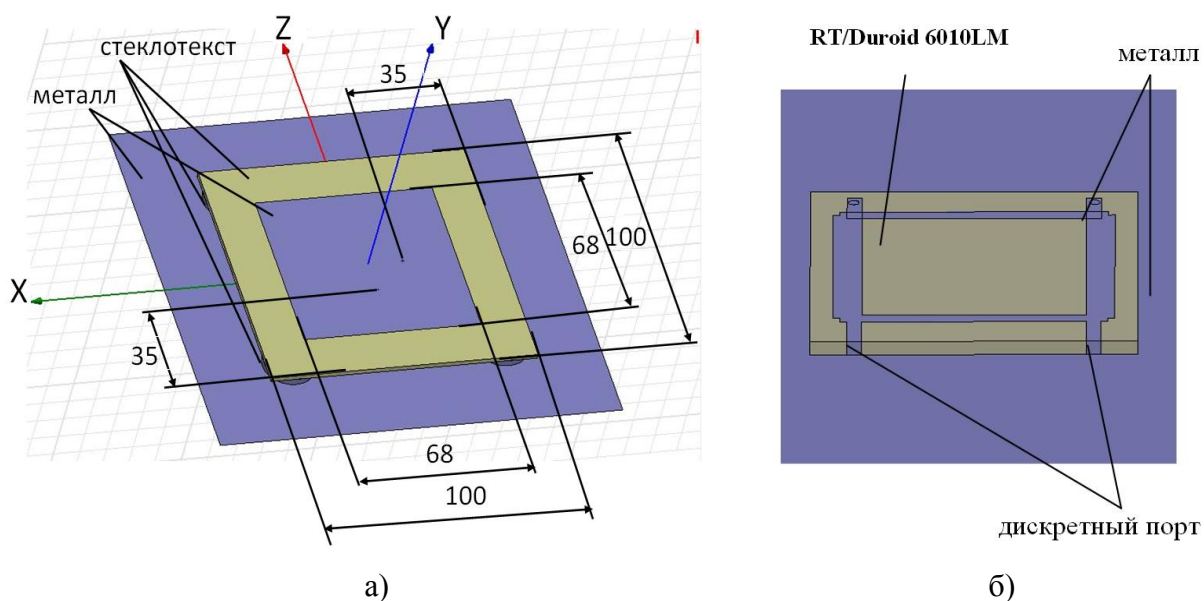 стеклотекст
Z
Y
35
металл
X
68
100
35
68
100
а)
RT/Duroid 6010LM
металл
дискретный порт
б)